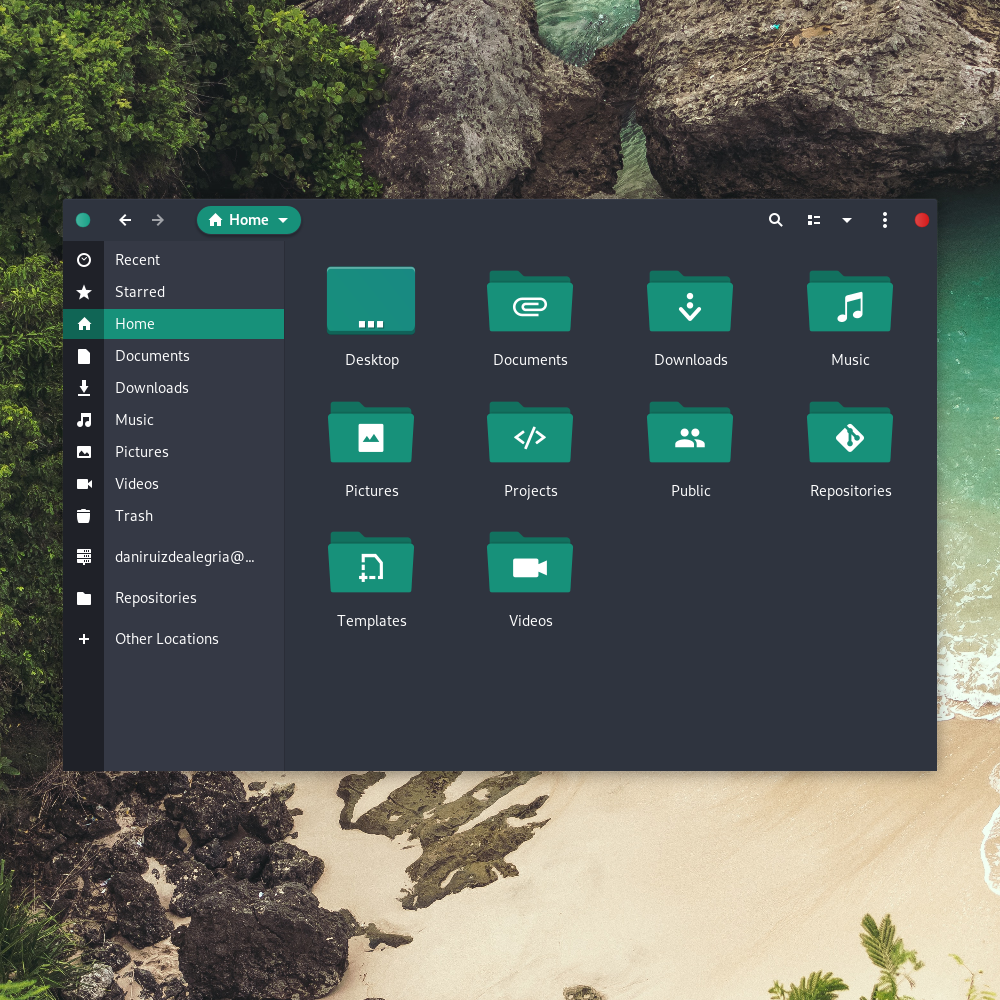 Home
Recent
Starred
Home
Documents
Downloads
Music
Pictures
Videos
Trash
daniruizdealegria@...
Repositories
Other Locations
Desktop
Documents
Downloads
Music
Pictures
Projects
Public
Repositories
Templates
Videos